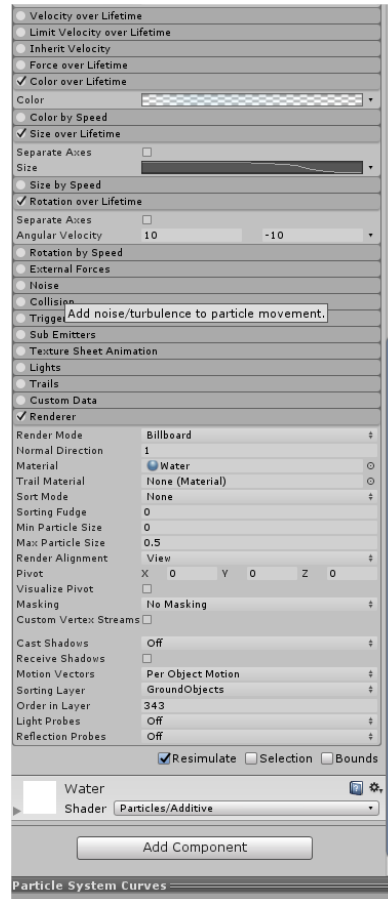 Velocity over Lifetime
Limit Velocity over Lifetime
Inherit Velocity
Force over Lifetime
Color over Lifetime
Color
Color by Speed
Size over Lifetime
Separate Axes
Size
Size by Speed
Rotation over Lifetime
Separate Axes
Angular Velocity 10 -10
Rotation by Speed
External Forces
Noise
Collision
Add noise/turbulence to particle movement.
Trigger
Sub Emitters
Texture Sheet Animation
Lights
Trails
Custom Data
Renderer
Render Mode Billboard
Normal Direction 1
Material Water
Trail Material None (Material)
Sort Mode None
Sorting Fudge 0
Min Particle Size 0
Max Particle Size 0.5
Render Alignment View
Pivot X 0 Y 0 Z 0
Visualize Pivot
Masking No Masking
Custom Vertex Streams
Cast Shadows Off
Receive Shadows
Motion Vectors Per Object Motion
Sorting Layer GroundObjects
Order in Layer 343
Light Probes Off
Reflection Probes Off
Resimulate Selection Bounds
Water
Shader Particles/Additive
Add Component
Particle System Curves